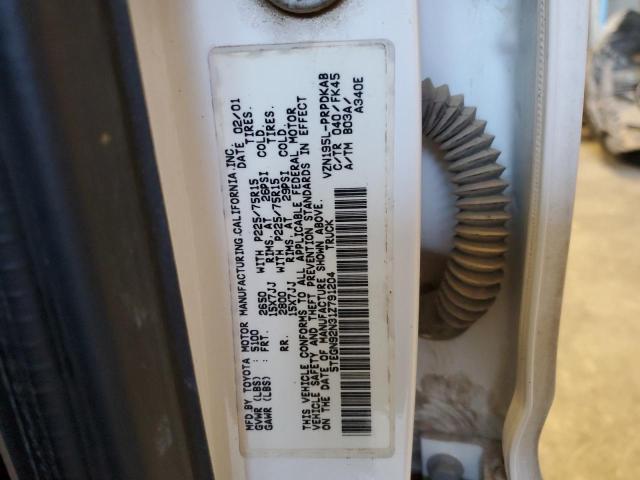 MFD BY TOYOTA MOTOR MANUFACTURING,CALIFORNIA INC. DATE 02/01
GVWR (LBS) : 5100
GAWR (LBS) : FRT. 2650 WITH P225/75R15 TIRES.
15X7JJ RIMS, AT 26PSI COLD.
RR. 2800 WITH P225/75R15 TIRES.
15X7JJ RIMS, AT 29PSI COLD.
THIS VEHICLE CONFORMS TO ALL APPLICABLE FEDERAL MOTOR
VEHICLE SAFETY AND THEFT PREVENTION STANDARDS IN EFFECT
ON THE DATE OF MANUFACTURE SHOWN ABOVE.
5TEGN92N31Z791204 TRUCK
VZN195L-PRPDKAB
C/TR 040/FK45
A/TM B03A/
A340E